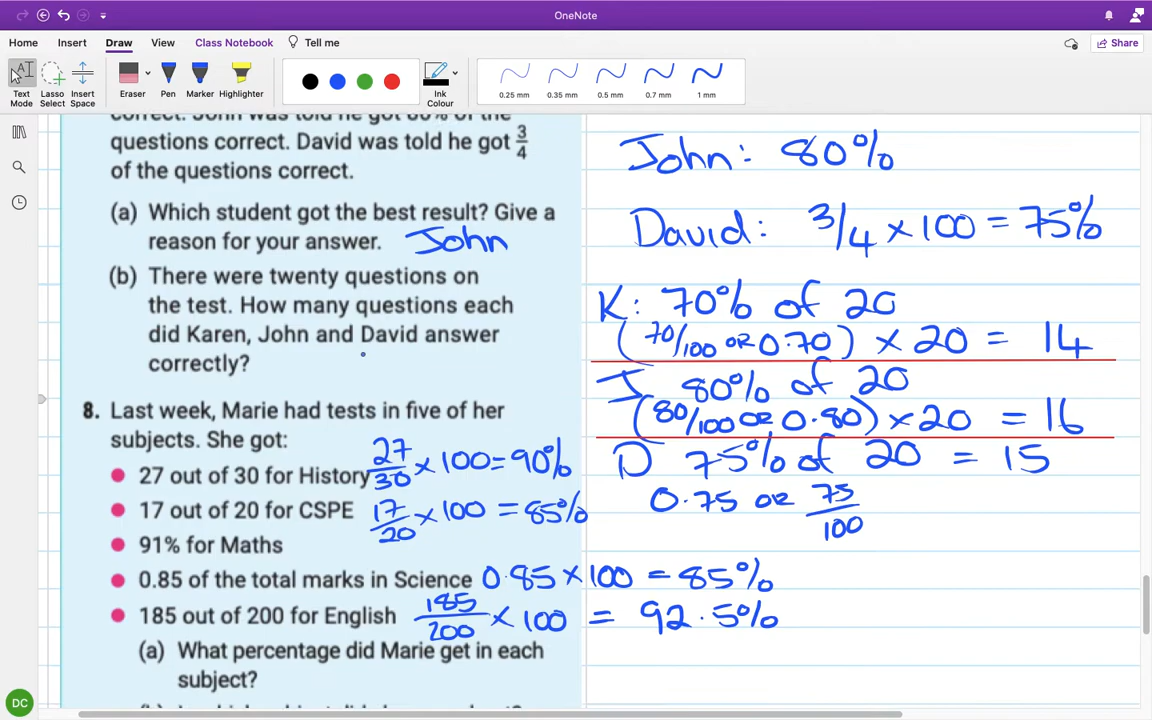 OneNote
Home Insert Draw View Class Notebook Tell me
Share
Text Mode
Lasso Select
Insert Space
Eraser
Pen
Marker
Highlighter
Ink Colour
0.25 mm 0.35 mm 0.5 mm 0.7 mm 1 mm
correct. John was told he got 80% of the
questions correct. David was told he got 3/4
of the questions correct.
(a) Which student got the best result? Give a
reason for your answer. John
(b) There were twenty questions on
the test. How many questions each
did Karen, John and David answer
correctly?
8. Last week, Marie had tests in five of her
subjects. She got:
27 out of 30 for History 27/30 × 100 = 90%
17 out of 20 for CSPE 17/20 × 100 = 85%
91% for Maths
0.85 of the total marks in Science 0.85 × 100 = 85%
185 out of 200 for English 185/200 × 100 = 92.5%
(a) What percentage did Marie get in each
subject?
John: 80%
David: 3/4 × 100 = 75%
K: 70% of 20
(70/100 OR 0.70) × 20 = 14
J 80% of 20
(80/100 OR 0.80) × 20 = 16
D 75% of 20 = 15
0.75 or 75/100
DC